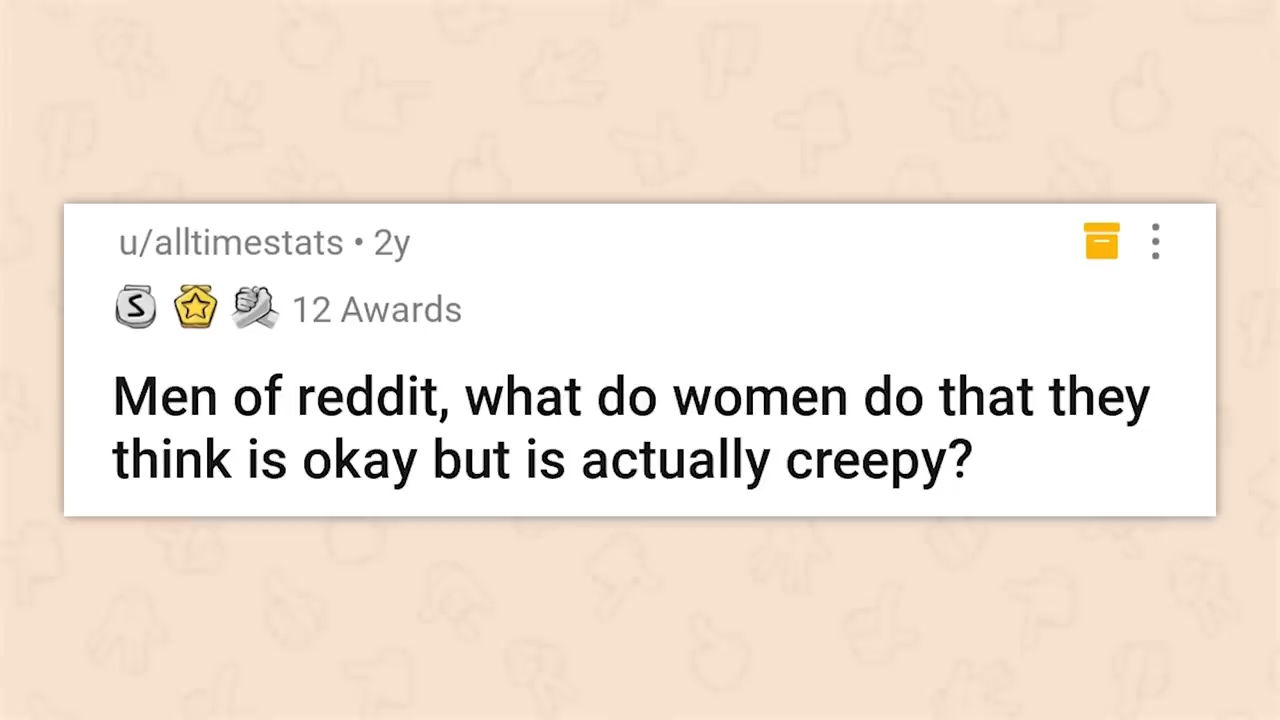 u/alltimestats • 2y
S 12 Awards
Men of reddit, what do women do that they
think is okay but is actually creepy?